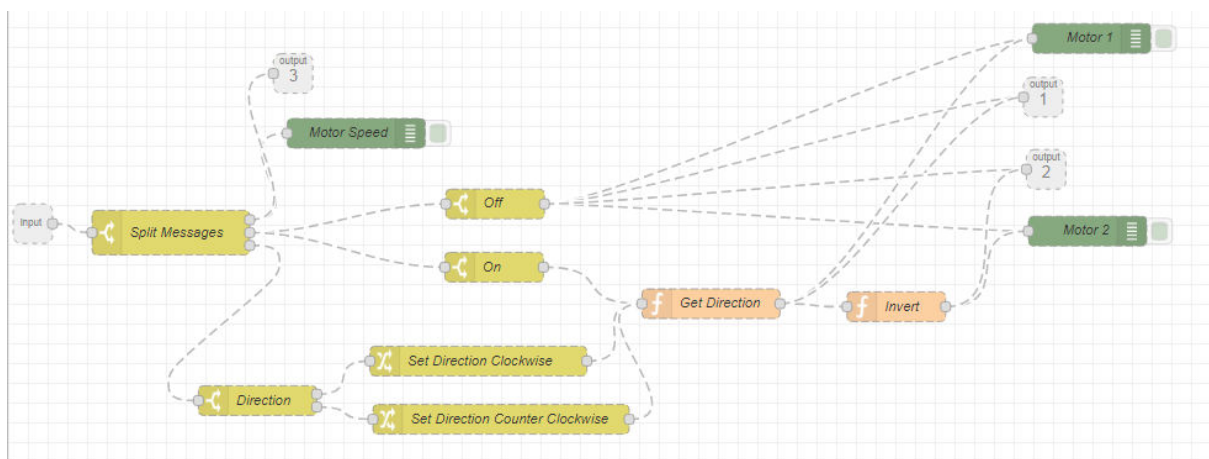 Motor 1
output
3
output
1
Motor Speed
output
2
Off
input
Split Messages
Motor 2
On
f
Get Direction
f
Invert
Set Direction Clockwise
Direction
Set Direction Counter Clockwise